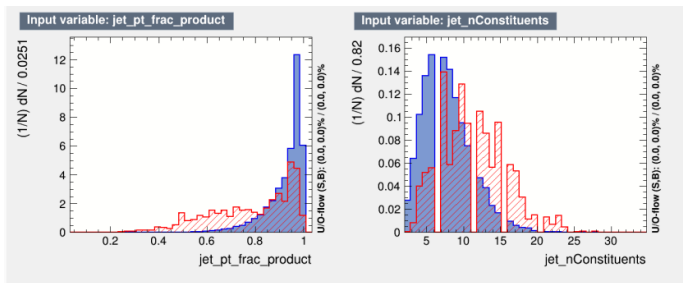 Input variable: jet_pt_frac_product
(1/N) dN / 0.0251
12
10
8
6
4
2
0
0.2 0.4 0.6 0.8 1
jet_pt_frac_product
U/O-flow (S,B): (0.0, 0.0)% / (0.0, 0.0)%
Input variable: jet_nConstituents
(1/N) dN / 0.82
0.16
0.14
0.12
0.1
0.08
0.06
0.04
0.02
0
5 10 15 20 25 30
jet_nConstituents
U/O-flow (S,B): (0.0, 0.0)% / (0.0, 0.0)%